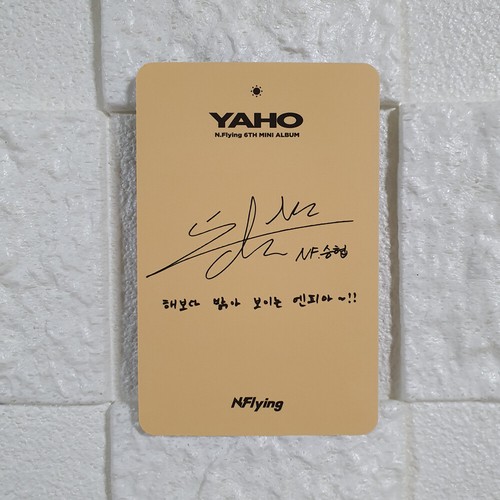 YAHO
N.Flying 6TH MINI ALBUM
NF.승협
해보다 밝아 보이는 엔피아~!!
N.Flying